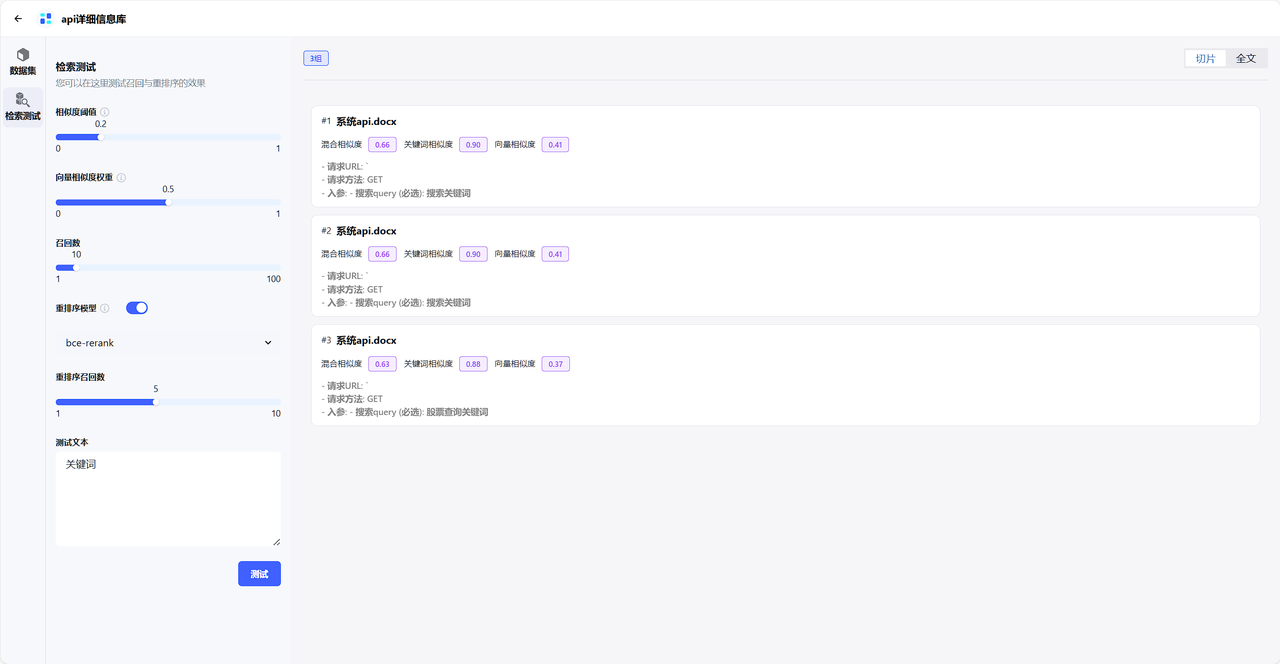 api详细信息库
数据集
检索测试
检索测试
您可以在这里测试召回与重排序的效果
相似度阈值
0.2
0 1
向量相似度权重
0.5
0 1
召回数
10
1 100
重排序模型
bce-rerank
重排序召回数
5
1 10
测试文本
关键词
测试
3组
切片 全文
#1 系统api.docx
混合相似度 0.66 关键词相似度 0.90 向量相似度 0.41
- 请求URL: `
- 请求方法: GET
- 入参: - 搜索query (必选): 搜索关键词
#2 系统api.docx
混合相似度 0.66 关键词相似度 0.90 向量相似度 0.41
- 请求URL: `
- 请求方法: GET
- 入参: - 搜索query (必选): 搜索关键词
#3 系统api.docx
混合相似度 0.63 关键词相似度 0.88 向量相似度 0.37
- 请求URL: `
- 请求方法: GET
- 入参: - 搜索query (必选): 股票查询关键词